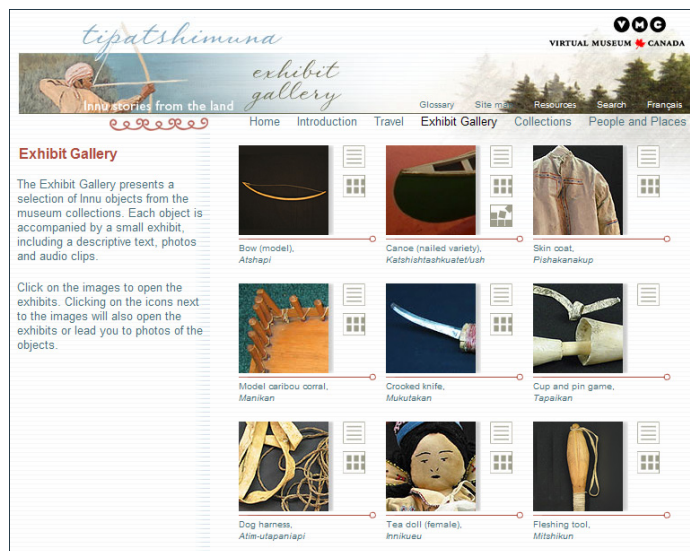 tipatshimuna
VMC
VIRTUAL MUSEUM CANADA
exhibit
gallery
Innu stories from the land
Glossary Site map Resources Search Français
Home Introduction Travel Exhibit Gallery Collections People and Places
Exhibit Gallery
The Exhibit Gallery presents a
selection of Innu objects from the
museum collections. Each object is
accompanied by a small exhibit,
including a descriptive text, photos
and audio clips.
Click on the images to open the
exhibits. Clicking on the icons next
to the images will also open the
exhibits or lead you to photos of the
objects.
Bow (model),
Atshapi
Canoe (nailed variety),
Katshishtashkuatet/ush
Skin coat,
Pishakanakup
Model caribou corral,
Manikan
Crooked knife,
Mukutakan
Cup and pin game,
Tapaikan
Dog harness,
Atim-utapaniapi
Tea doll (female),
Innikueu
Fleshing tool,
Mitshikun